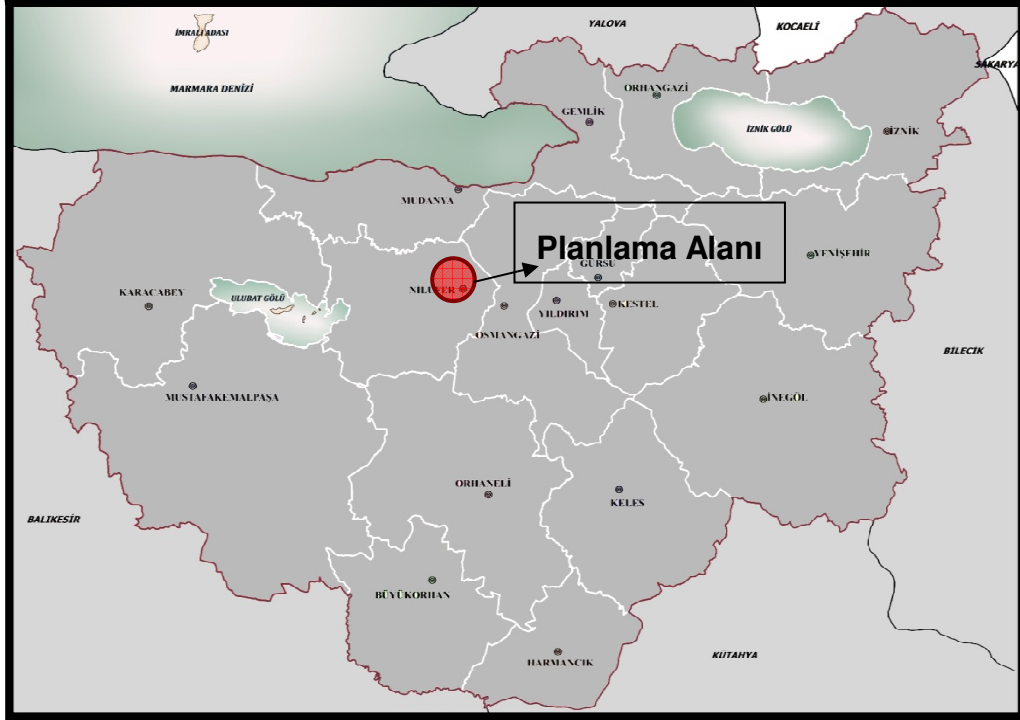 YALOVA
KOCAELİ
İMRALI ADASI
SAKARYA
MARMARA DENİZİ
ORHANGAZİ
GEMLİK
İZNİK GÖLÜ
İZNİK
MUDANYA
Planlama Alanı
YENİŞEHİR
GÜRSU
KARACABEY
ULUBAT GÖLÜ
NİLÜFER
YILDIRIM
KESTEL
OSMANGAZİ
BİLECİK
MUSTAFAKEMALPAŞA
İNEGÖL
ORHANELİ
KELES
BALIKESİR
BÜYÜKORHAN
HARMANCIK
KÜTAHYA